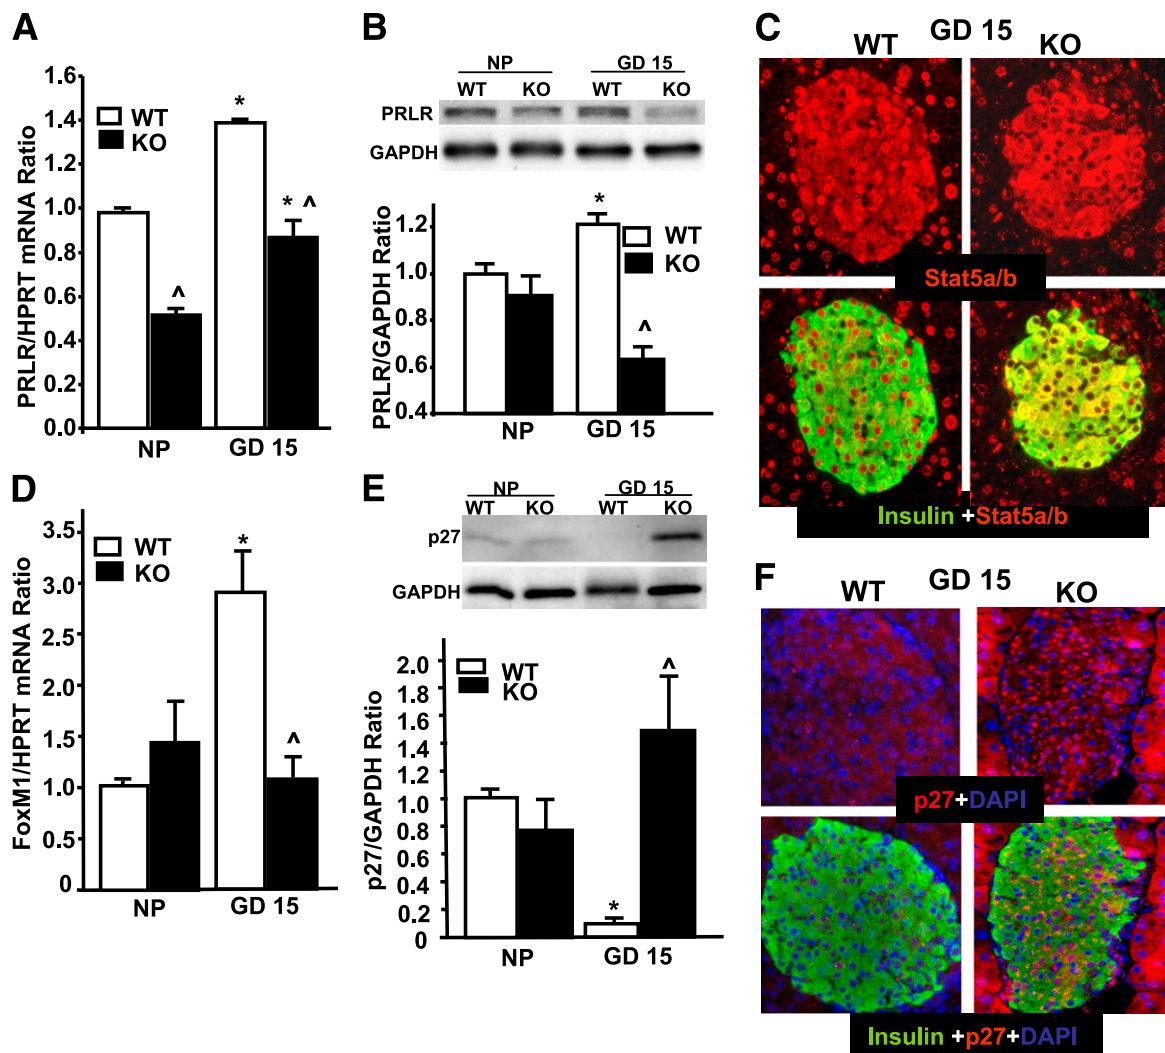 A
PRLR/HPRT mRNA Ratio
1.6
1.4
1.2
1.0
0.8
0.6
0.4
0.2
0.0
WT
KO
*
^
* ^
NP
GD 15
B
NP
GD 15
WT
KO
WT
KO
PRLR
GAPDH
PRLR/GAPDH Ratio
1.2
1.0
0.8
0.6
0.4
*
WT
KO
^
NP
GD 15
C
GD 15
WT
KO
Stat5a/b
Insulin +Stat5a/b
D
FoxM1/HPRT mRNA Ratio
3.5
3.0
2.5
2.0
1.5
1.0
0.5
0
WT
KO
*
^
NP
GD 15
E
NP
GD 15
WT
KO
WT
KO
p27
GAPDH
p27/GAPDH Ratio
2.0
1.8
1.6
1.4
1.2
1.0
0.8
0.6
0.4
0.2
0
WT
KO
^
*
NP
GD 15
F
GD 15
WT
KO
p27+DAPI
Insulin +p27+DAPI